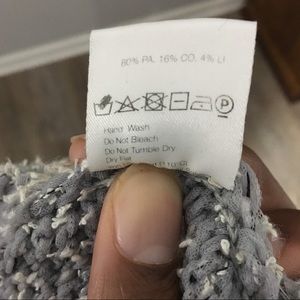 80% PA. 16% CO. 4% LI
P
Hand Wash
Do Not Bleach
Do Not Tumble Dry
Dry Flat